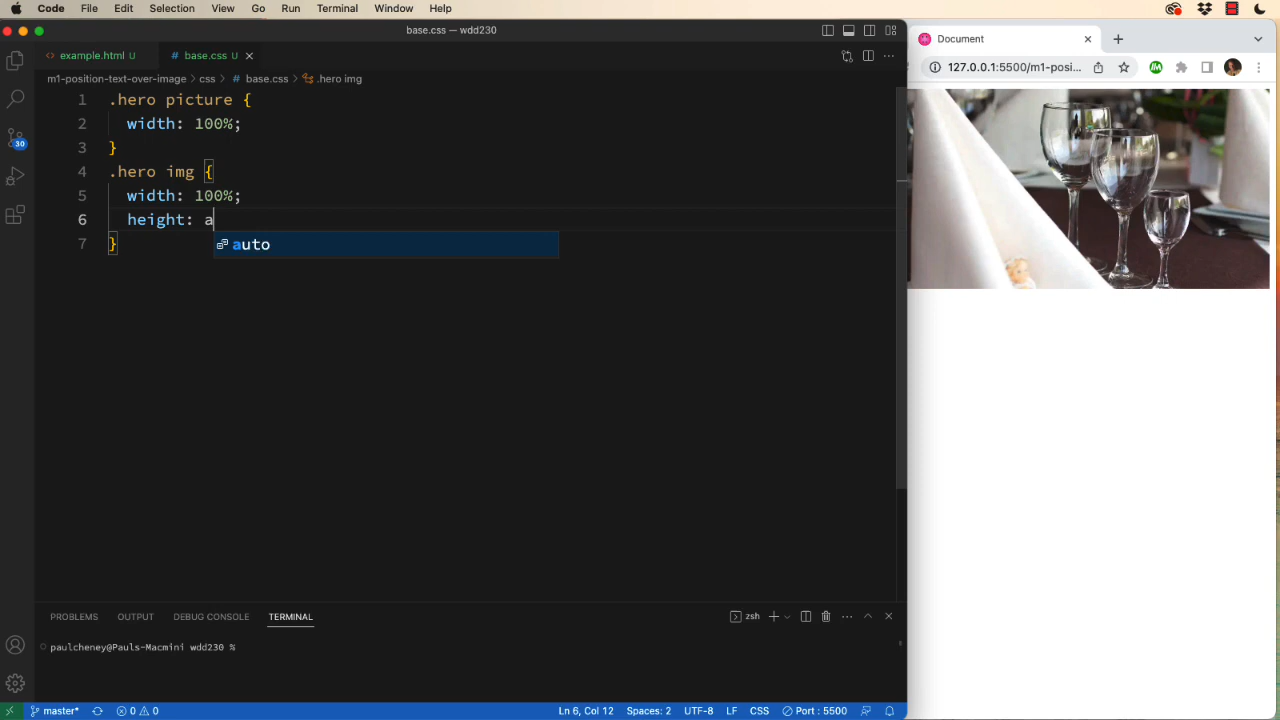 Code File Edit Selection View Go Run Terminal Window Help
base.css — wdd230
example.html U
base.css U
m1-position-text-over-image > css > # base.css > .hero img
1 .hero picture {
2 width: 100%;
3 }
4 .hero img {
5 width: 100%;
6 height: a
auto
7 }
30
PROBLEMS OUTPUT DEBUG CONSOLE TERMINAL
zsh
paulcheney@Pauls-Macmini wdd230 %
master* 0 0 Ln 6, Col 12 Spaces: 2 UTF-8 LF CSS Port : 5500
Document
127.0.0.1:5500/m1-posi...